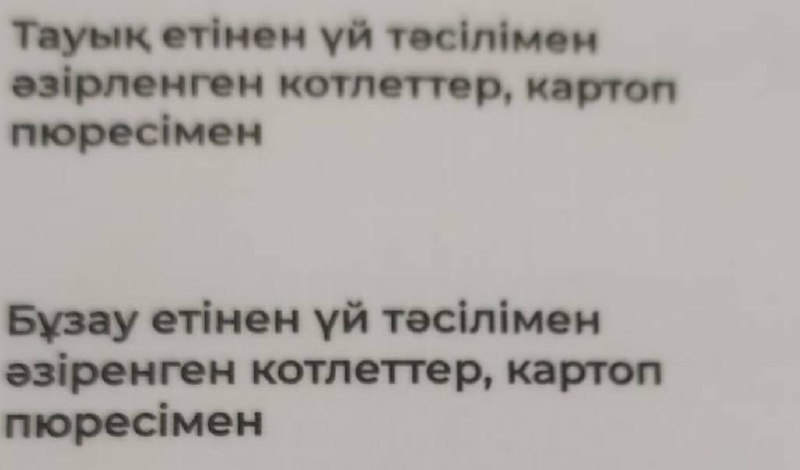 Тауық етінен үй тәсілімен
әзірленген котлеттер, картоп
пюресімен
Бұзау етінен үй тәсілімен
әзіренген котлеттер, картоп
пюресімен